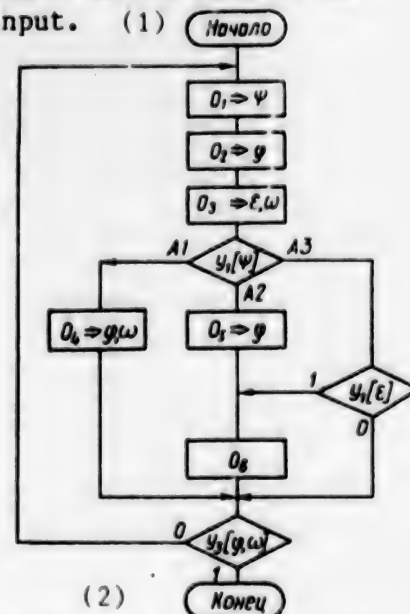 nput. (1)
Начало
O₁ ⇒ Ψ
O₂ ⇒ φ
O₃ ⇒ ε,ω
A1 y₁[Ψ] A3
A2
O₄ ⇒ φ,ω O₅ ⇒ φ
1 y₁[ε]
0
O₆
0 y₃[φ,ω]
1
(2) Конец